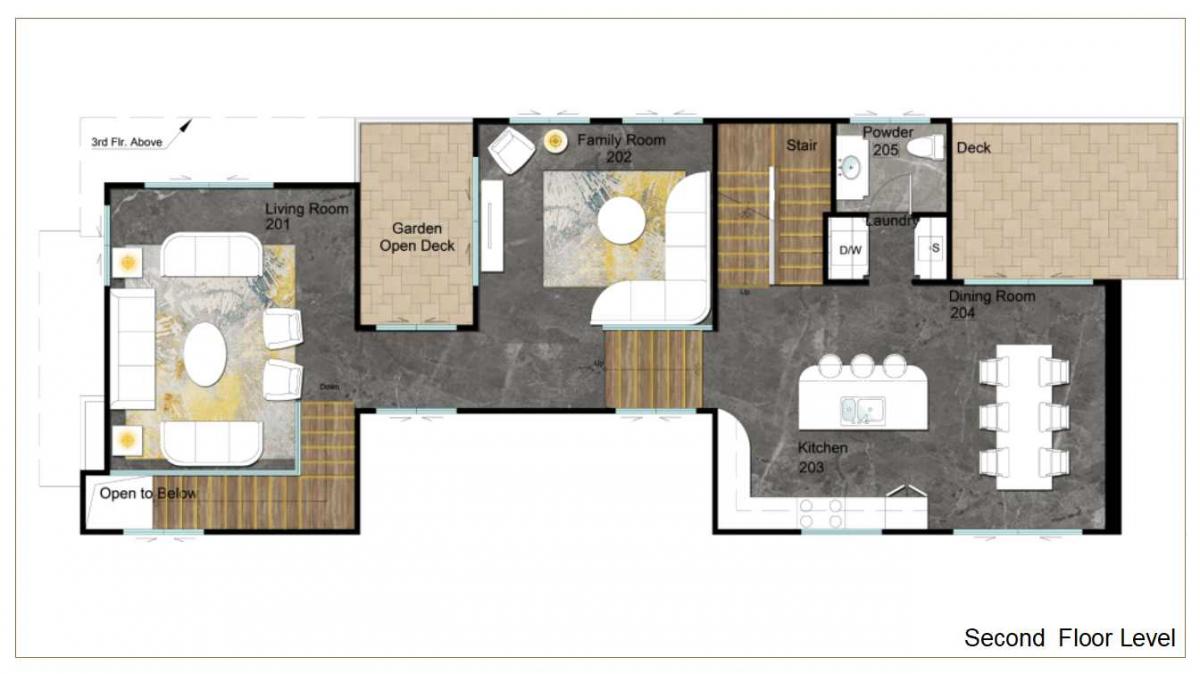 3rd Flr. Above
Family Room
202
Stair
Powder
205
Deck
Living Room
201
Garden
Open Deck
Laundry
D/W
S
Up
Dining Room
204
Up
Down
Kitchen
203
Open to Below
Second Floor Level